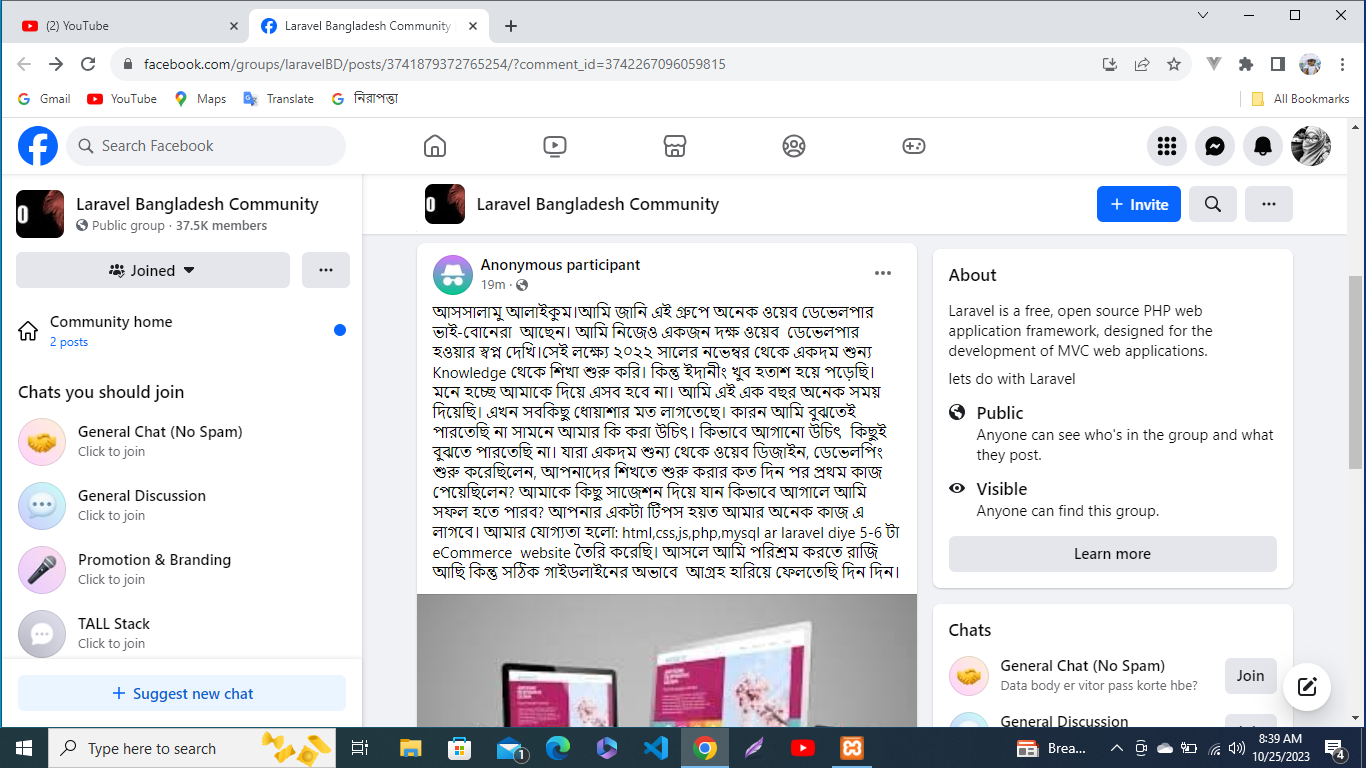 (2) YouTube
Laravel Bangladesh Community
facebook.com/groups/laravelBD/posts/3741879372765254/?comment_id=3742267096059815
Gmail
YouTube
Maps
Translate
নিরাপত্তা
All Bookmarks
Search Facebook
Laravel Bangladesh Community
Public group · 37.5K members
Joined
Community home
2 posts
Chats you should join
General Chat (No Spam)
Click to join
General Discussion
Click to join
Promotion & Branding
Click to join
TALL Stack
Click to join
+ Suggest new chat
Laravel Bangladesh Community
+ Invite
Anonymous participant
19m ·
আসসালামু আলাইকুম।আমি জানি এই গ্রুপে অনেক ওয়েব ডেভেলপার
ভাই-বোনেরা আছেন। আমি নিজেও একজন দক্ষ ওয়েব ডেভেলপার
হওয়ার স্বপ্ন দেখি।সেই লক্ষ্যে ২০২২ সালের নভেম্বর থেকে একদম শুন্য
Knowledge থেকে শিখা শুরু করি। কিন্তু ইদানীং খুব হতাশ হয়ে পড়েছি।
মনে হচ্ছে আমাকে দিয়ে এসব হবে না। আমি এই এক বছর অনেক সময়
দিয়েছি। এখন সবকিছু ধোয়াশার মত লাগতেছে। কারন আমি বুঝতেই
পারতেছি না সামনে আমার কি করা উচিৎ। কিভাবে আগানো উচিৎ কিছুই
বুঝতে পারতেছি না। যারা একদম শুন্য থেকে ওয়েব ডিজাইন, ডেভেলপিং
শুরু করেছিলেন, আপনাদের শিখতে শুরু করার কত দিন পর প্রথম কাজ
পেয়েছিলেন? আমাকে কিছু সাজেশন দিয়ে যান কিভাবে আগালে আমি
সফল হতে পারব? আপনার একটা টিপস হয়ত আমার অনেক কাজ এ
লাগবে। আমার যোগ্যতা হলো: html,css,js,php,mysql ar laravel diye 5-6 টা
eCommerce website তৈরি করেছি। আসলে আমি পরিশ্রম করতে রাজি
আছি কিন্তু সঠিক গাইডলাইনের অভাবে আগ্রহ হারিয়ে ফেলতেছি দিন দিন।
About
Laravel is a free, open source PHP web
application framework, designed for the
development of MVC web applications.
lets do with Laravel
Public
Anyone can see who's in the group and what
they post.
Visible
Anyone can find this group.
Learn more
Chats
General Chat (No Spam)
Data body er vitor pass korte hbe?
Join
General Discussion
Type here to search
1
Brea...
8:39 AM
10/25/2023
4